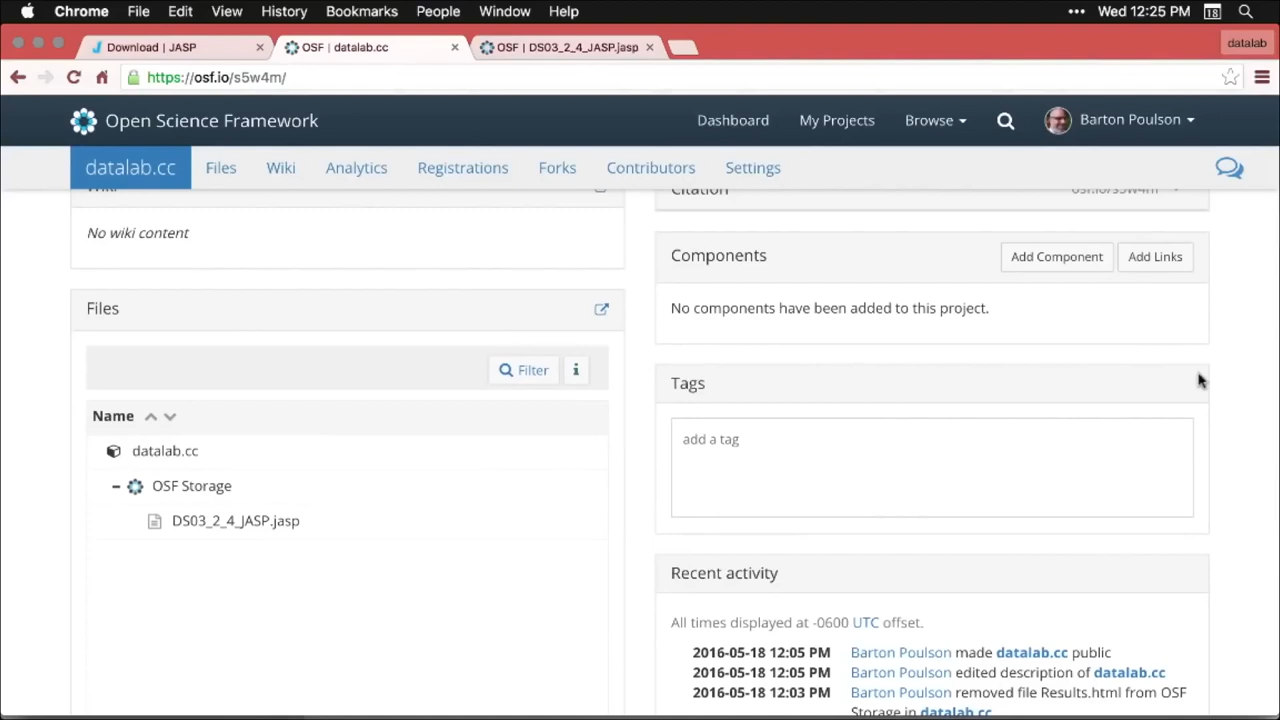 Chrome File Edit View History Bookmarks People Window Help Wed 12:25 PM 18
Download | JASP
OSF | datalab.cc
OSF | DS03_2_4_JASP.jasp
datalab
https://osf.io/s5w4m/
Open Science Framework
Dashboard My Projects Browse Barton Poulson
datalab.cc Files Wiki Analytics Registrations Forks Contributors Settings
Wiki
No wiki content
Files
Filter
Name
datalab.cc
OSF Storage
DS03_2_4_JASP.jasp
Citation osf.io/s5w4m
Components Add Component Add Links
No components have been added to this project.
Tags
add a tag
Recent activity
All times displayed at -0600 UTC offset.
2016-05-18 12:05 PM Barton Poulson made datalab.cc public
2016-05-18 12:05 PM Barton Poulson edited description of datalab.cc
2016-05-18 12:03 PM Barton Poulson removed file Results.html from OSF
Storage in datalab.cc